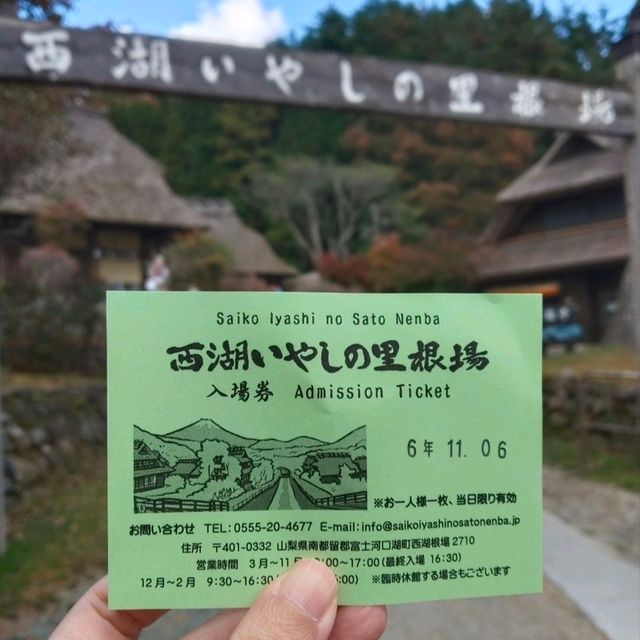 西湖いやしの里根場
Saiko Iyashi no Sato Nenba
西湖いやしの里根場
入場券 Admission Ticket
6年 11. 06
※お一人様一枚、当日限り有効
お問い合わせ TEL:0555-20-4677 E-mail:info@saikoiyashinosatonenba.jp
住所 〒401-0332 山梨県南都留郡富士河口湖町西湖根場 2710
営業時間 3月～11月 :00～17:00(最終入場 16:30)
12月～2月 9:30～16:30 :00) ※臨時休館する場合もございます